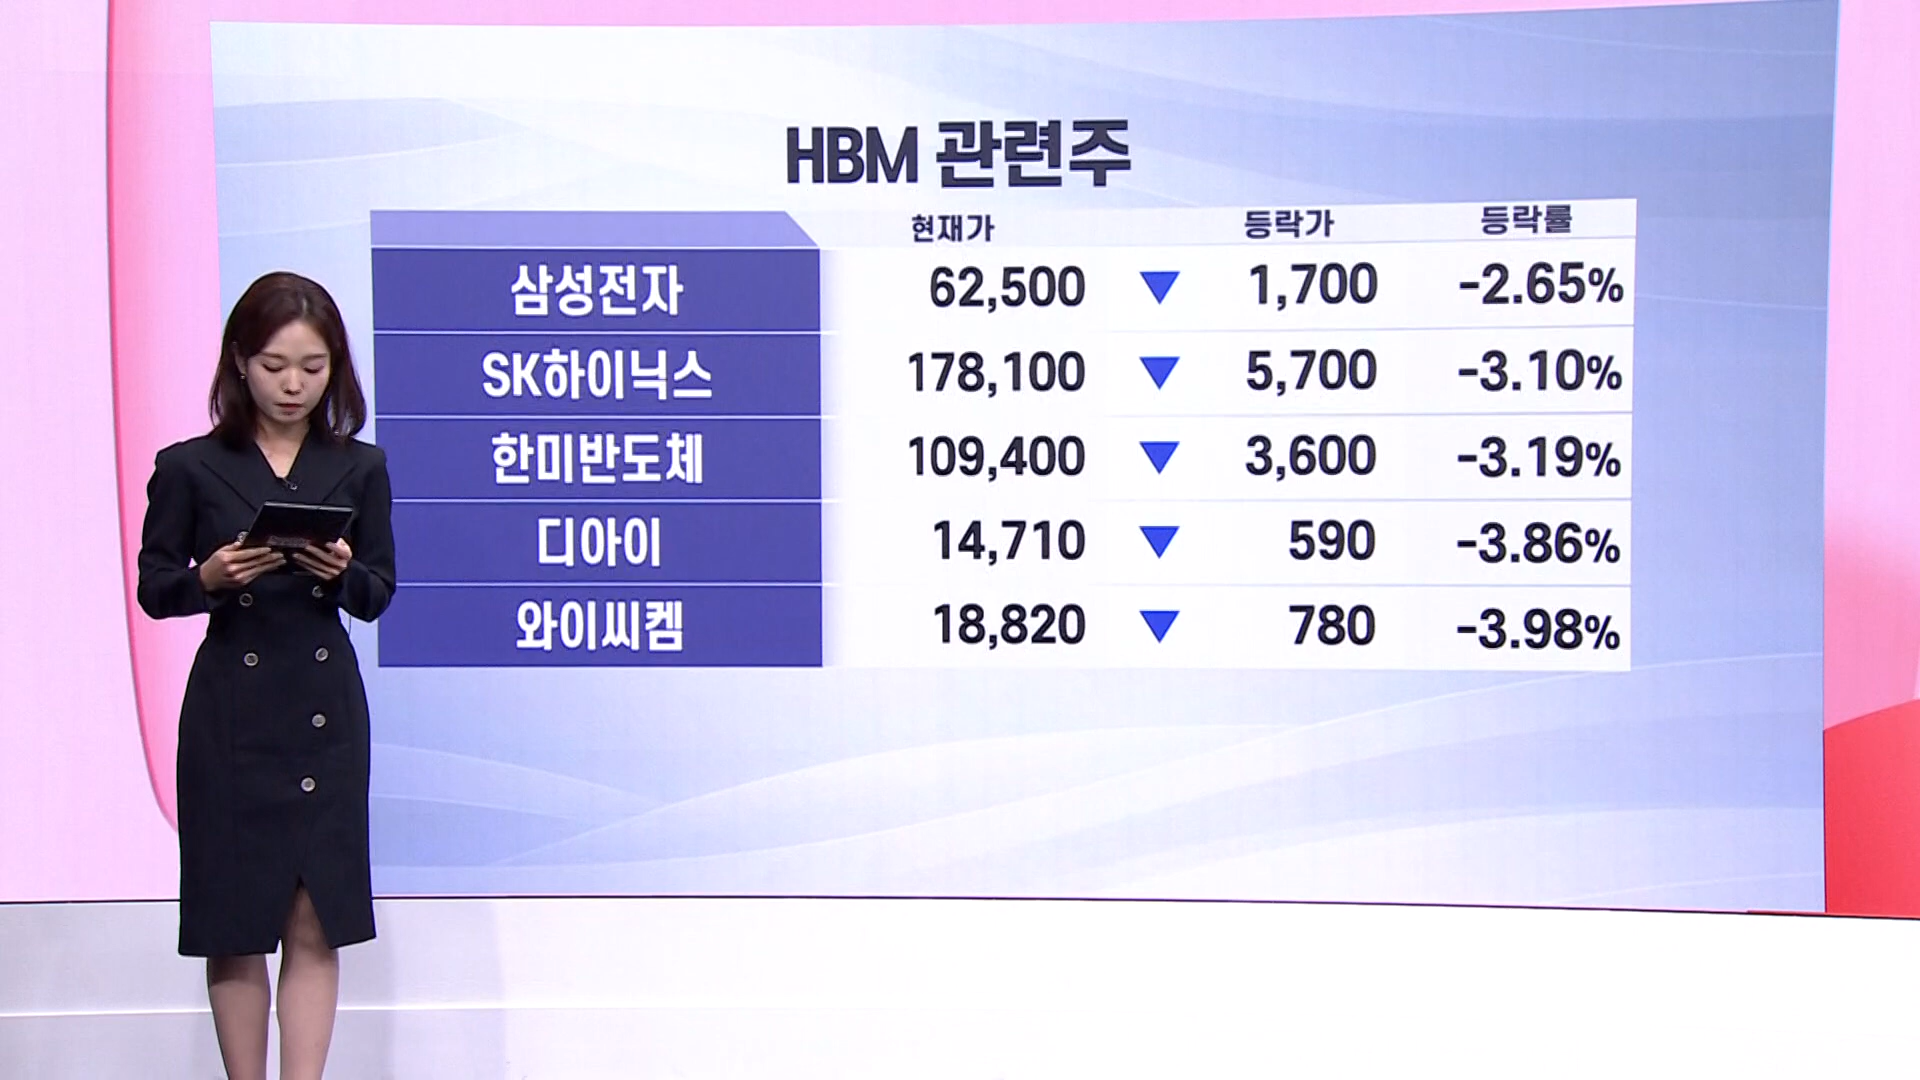 HBM 관련주
현재가 등락가 등락률
삼성전자 62,500 ▼ 1,700 -2.65%
SK하이닉스 178,100 ▼ 5,700 -3.10%
한미반도체 109,400 ▼ 3,600 -3.19%
디아이 14,710 ▼ 590 -3.86%
와이씨켐 18,820 ▼ 780 -3.98%